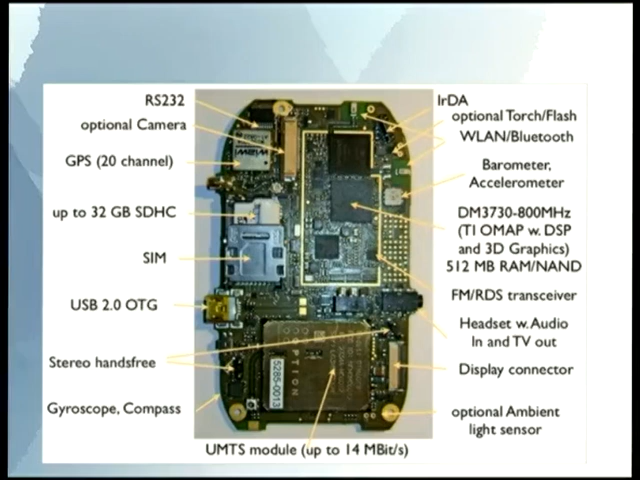 RS232
optional Camera
GPS (20 channel)
up to 32 GB SDHC
SIM
USB 2.0 OTG
Stereo handsfree
Gyroscope, Compass
IrDA
optional Torch/Flash
WLAN/Bluetooth
Barometer,
Accelerometer
DM3730-800MHz
(TI OMAP w. DSP
and 3D Graphics)
512 MB RAM/NAND
FM/RDS transceiver
Headset w. Audio
In and TV out
Display connector
optional Ambient
light sensor
UMTS module (up to 14 MBit/s)
OPTION
5285-0013